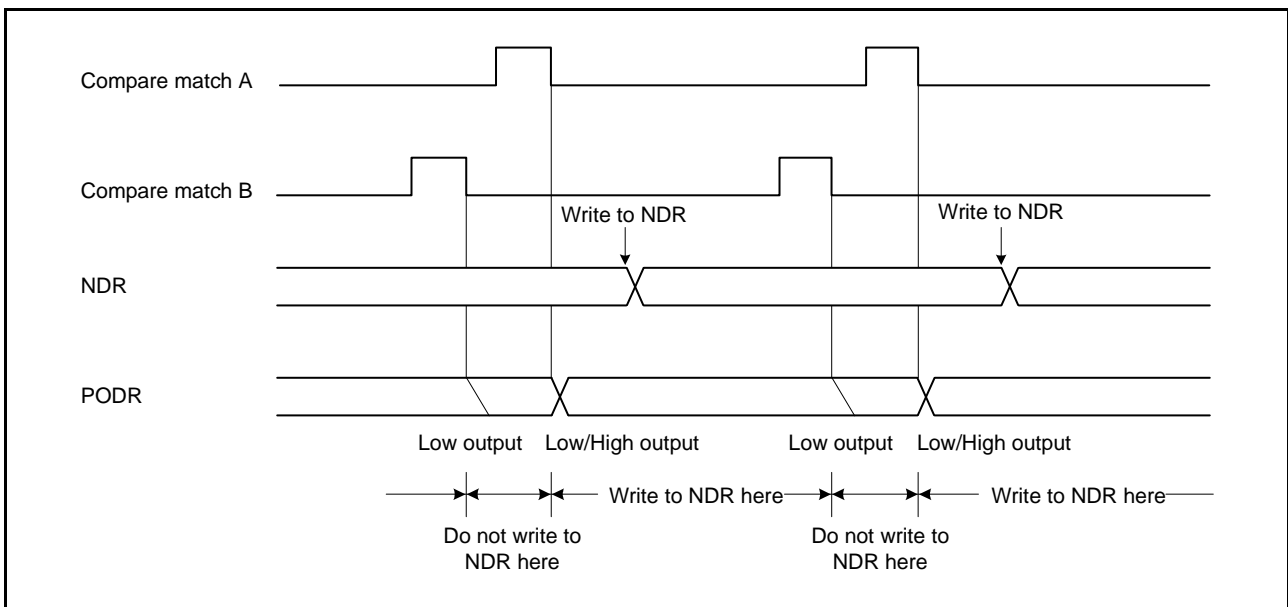 Compare match A
Compare match B
Write to NDR
Write to NDR
NDR
PODR
Low output
Low/High output
Low output
Low/High output
Write to NDR here
Write to NDR here
Do not write to
NDR here
Do not write to
NDR here